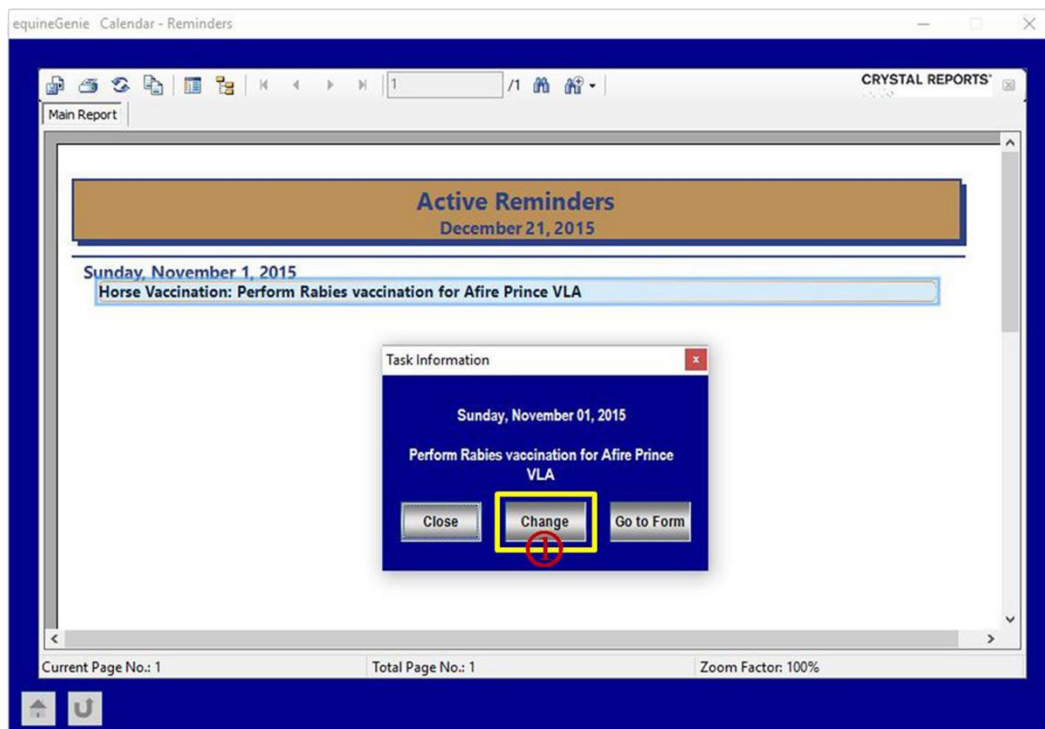 equineGenie Calendar - Reminders
1 /1 CRYSTAL REPORTS
Main Report
Active Reminders
December 21, 2015
Sunday, November 1, 2015
Horse Vaccination: Perform Rabies vaccination for Afire Prince VLA
Task Information
x
Sunday, November 01, 2015
Perform Rabies vaccination for Afire Prince
VLA
Close Change Go to Form
①
Current Page No.: 1 Total Page No.: 1 Zoom Factor: 100%